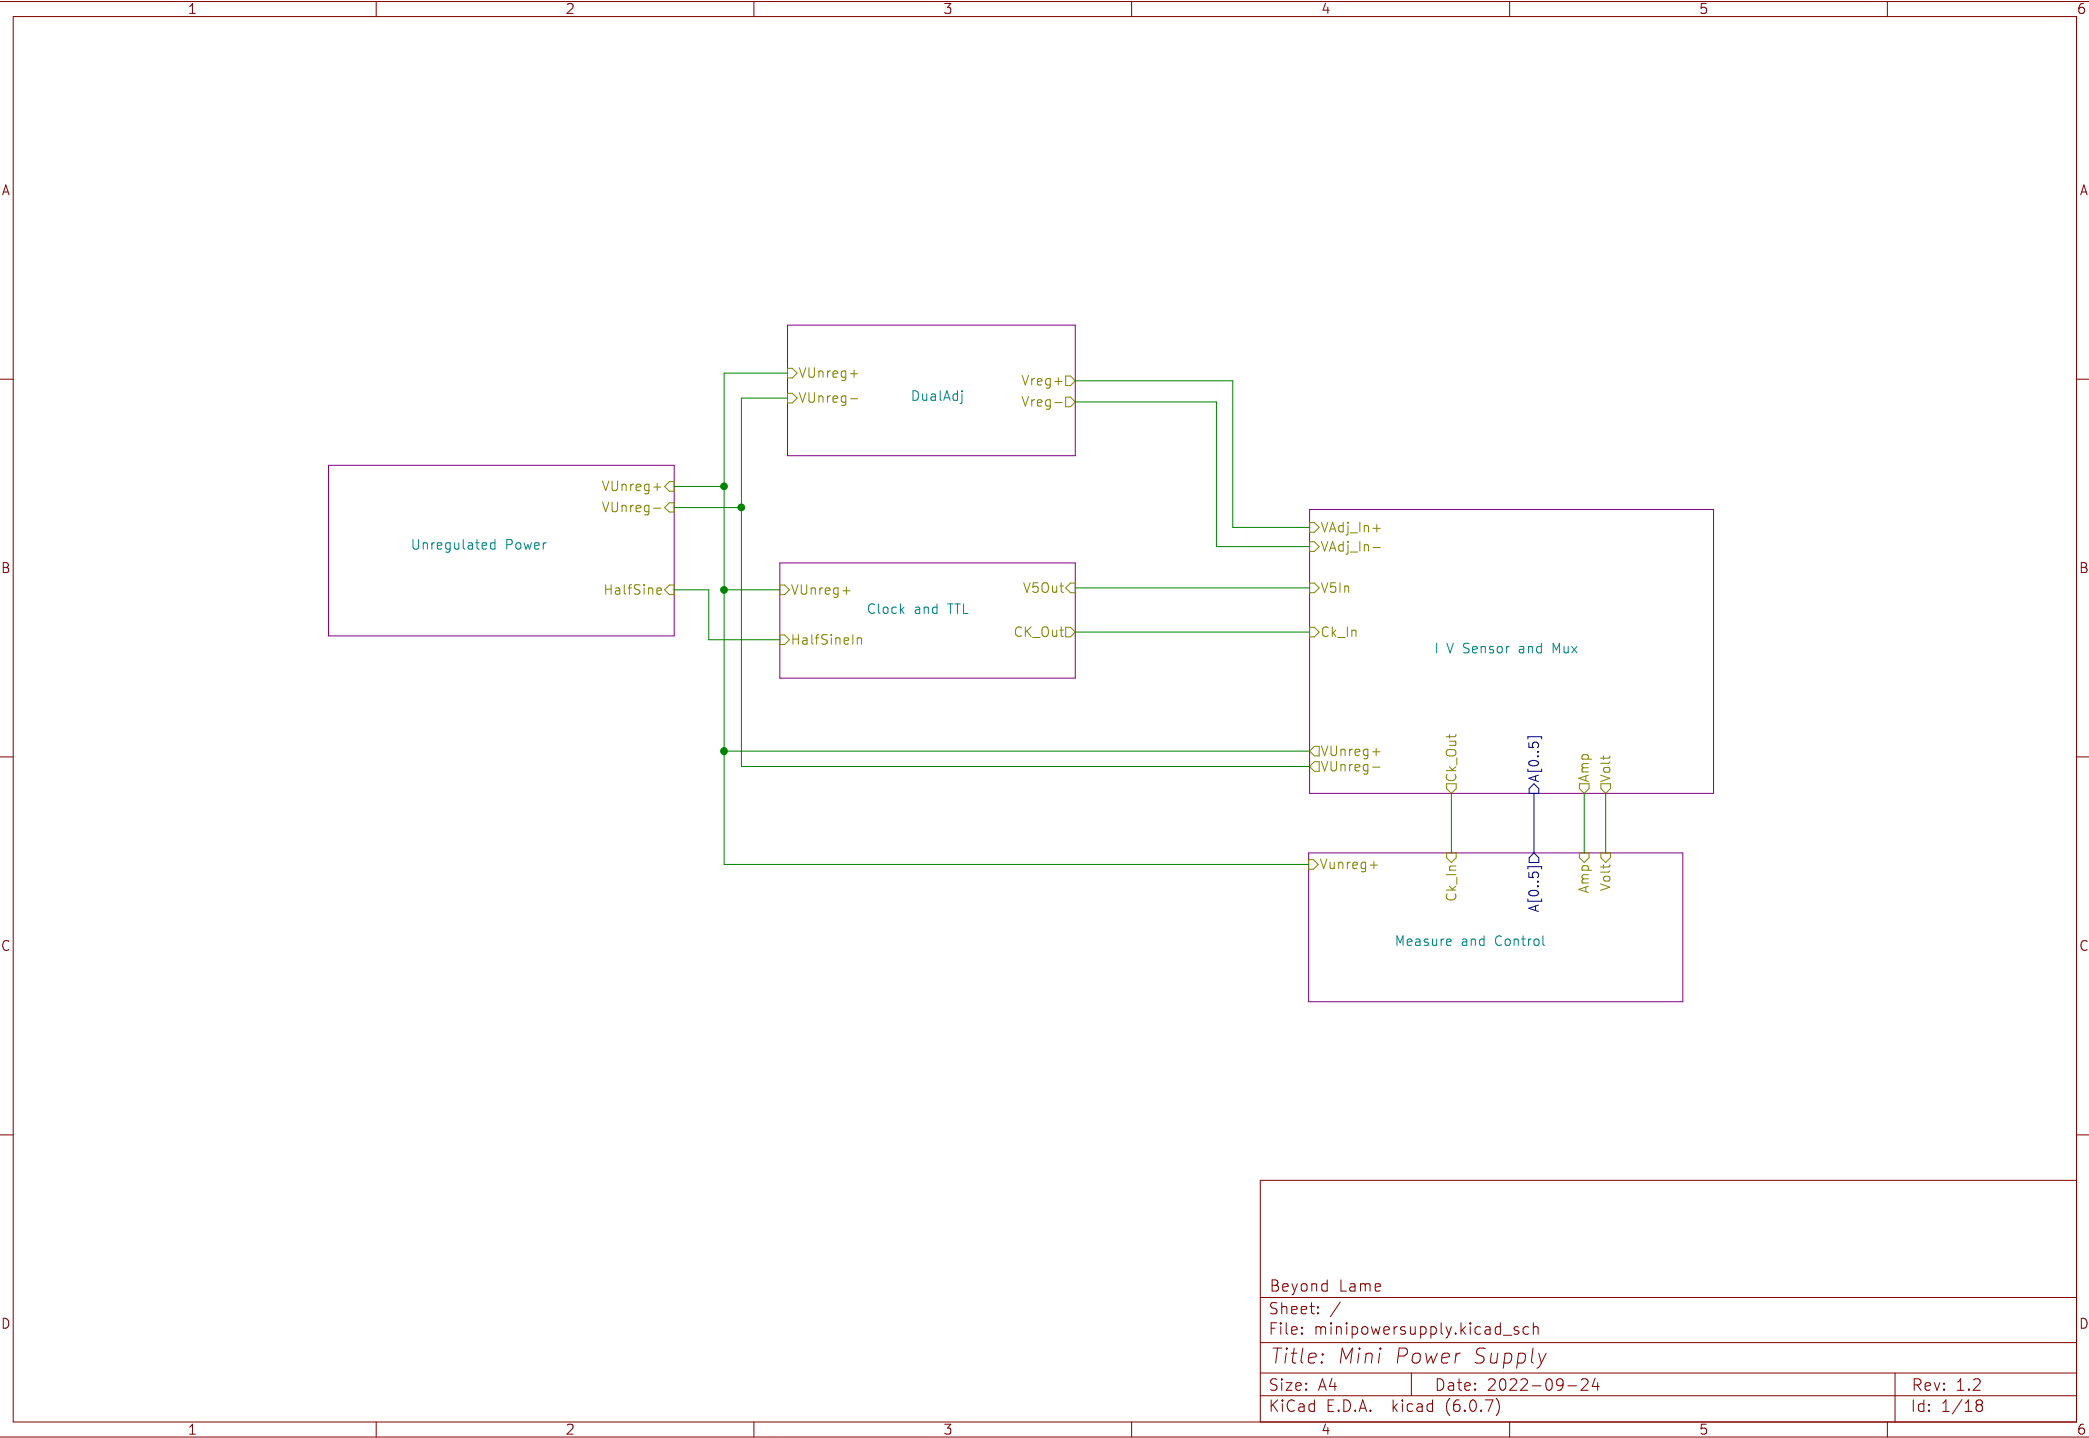 1 2 3 4 5 6
A A
VUnreg+
VUnreg-
DualAdj
Vreg+
Vreg-
VUnreg+
VUnreg-
Unregulated Power
HalfSine
VUnreg+
HalfSineIn
Clock and TTL
V5Out
CK_Out
VAdj_In+
VAdj_In-
V5In
Ck_In
I V Sensor and Mux
VUnreg+
VUnreg-
Ck_Out
A[0..5]
Amp
Volt
B B
Vunreg+
Ck_In
A[0..5]
Amp
Volt
Measure and Control
C C
Beyond Lame
Sheet: /
File: minipowersupply.kicad_sch
Title: Mini Power Supply
Size: A4 Date: 2022-09-24 Rev: 1.2
KiCad E.D.A. kicad (6.0.7) Id: 1/18
D D
1 2 3 4 5 6